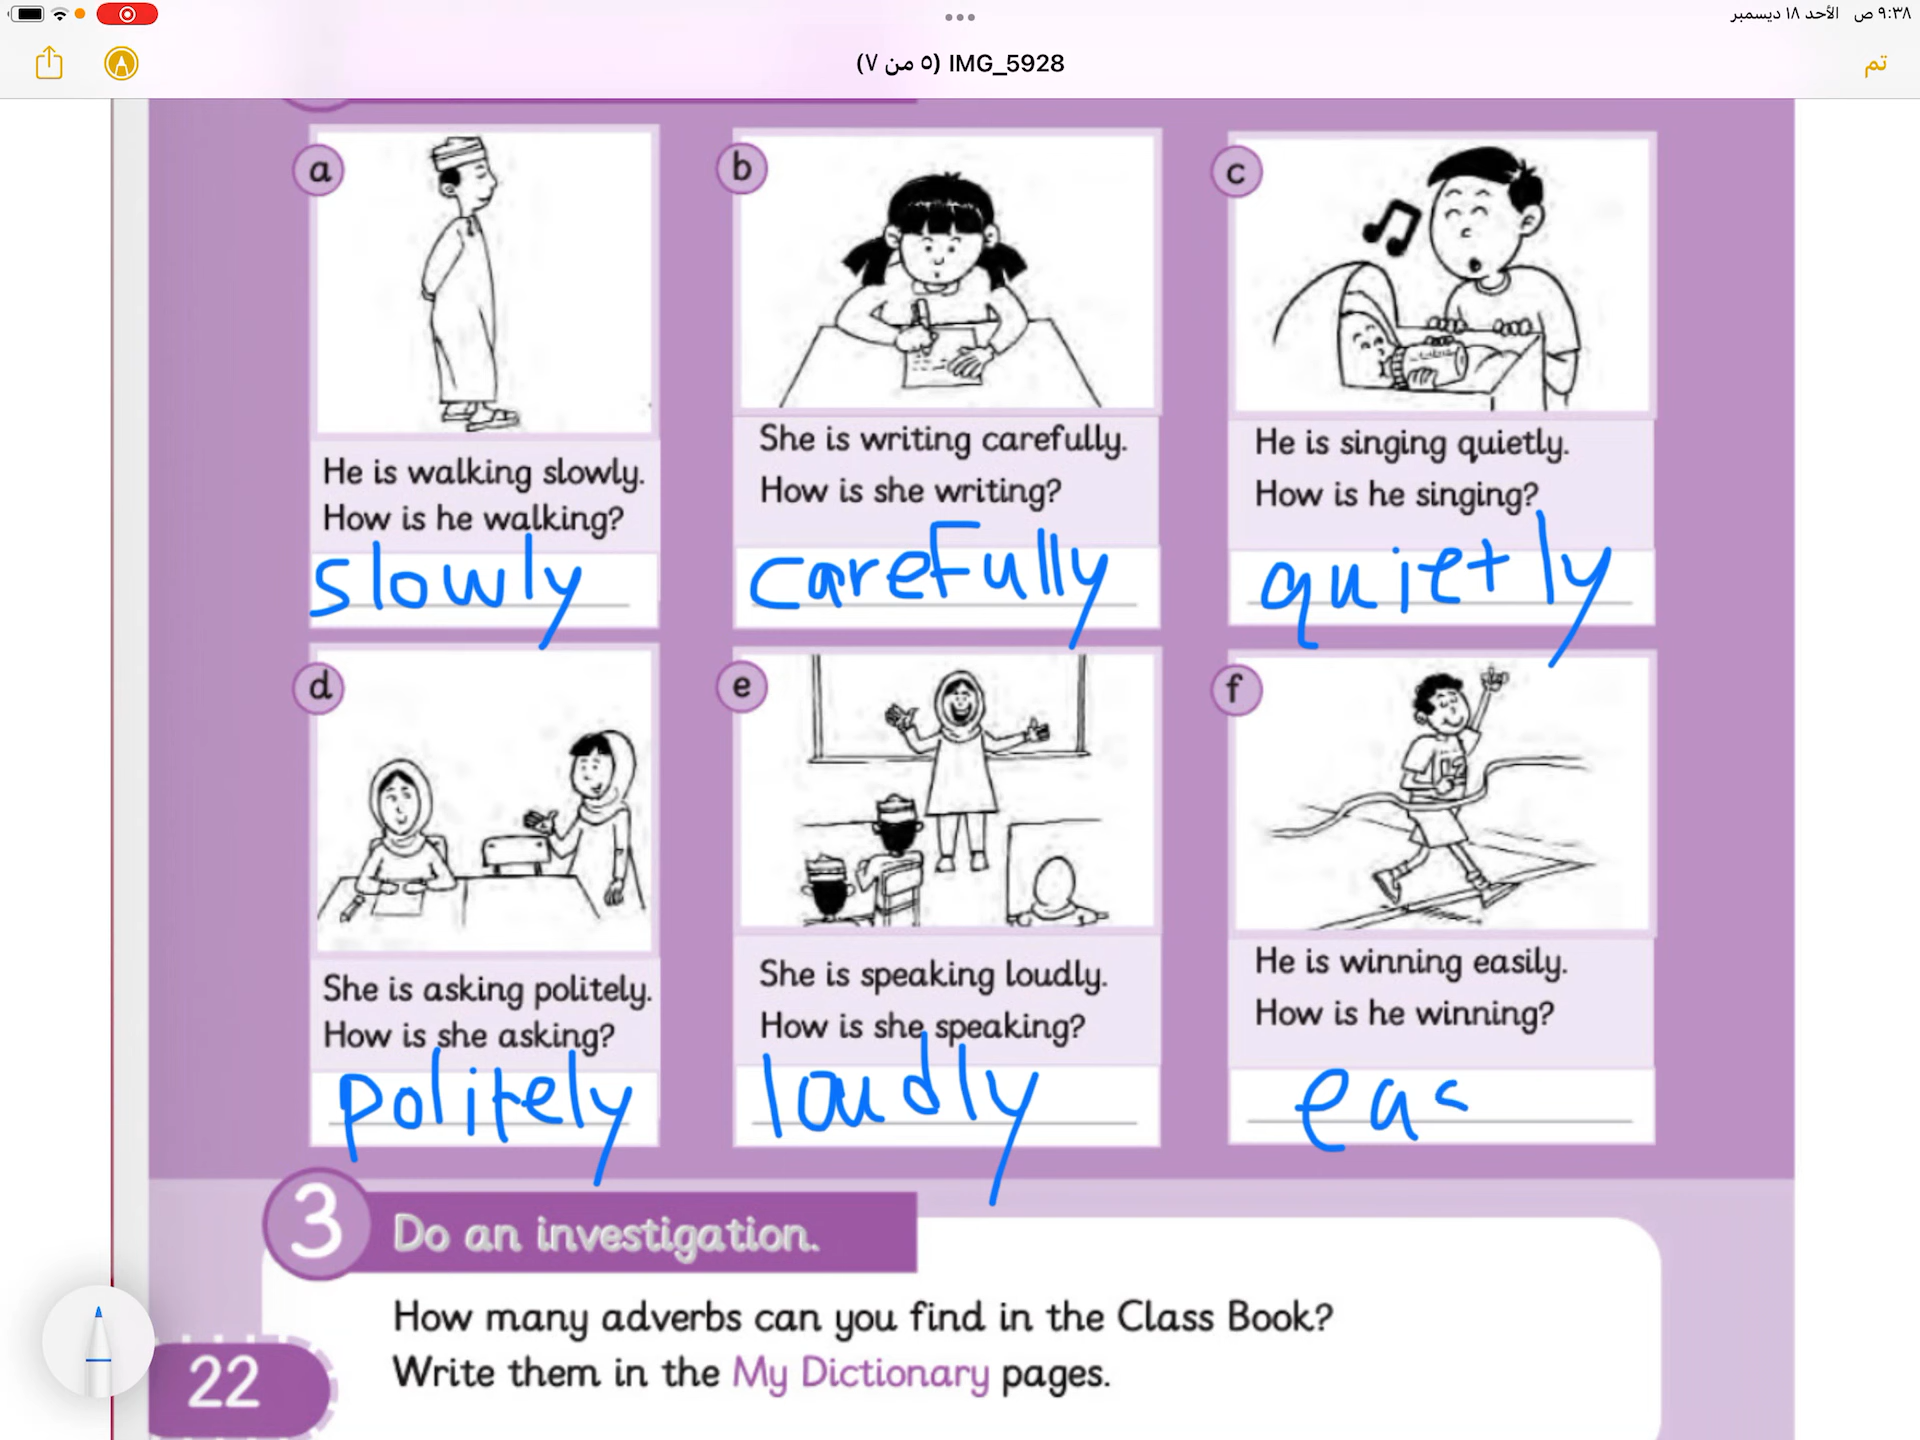 ٩:٣٨ ص الأحد ١٨ ديسمبر
IMG_5928 (٥ من ٧)
تم
a
b
c
He is walking slowly.
How is he walking?
slowly
She is writing carefully.
How is she writing?
carefully
He is singing quietly.
How is he singing?
quietly
d
e
f
She is asking politely.
How is she asking?
politely
She is speaking loudly.
How is she speaking?
loudly
He is winning easily.
How is he winning?
eas
3 Do an investigation.
How many adverbs can you find in the Class Book?
Write them in the My Dictionary pages.
22